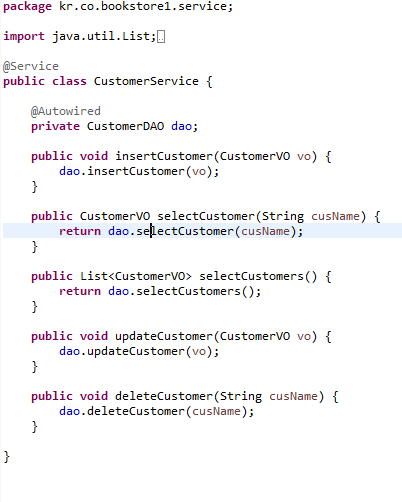 package kr.co.bookstore1.service;
import java.util.List;
@Service
public class CustomerService {
@Autowired
private CustomerDAO dao;
public void insertCustomer(CustomerVO vo) {
dao.insertCustomer(vo);
}
public CustomerVO selectCustomer(String cusName) {
return dao.selectCustomer(cusName);
}
public List<CustomerVO> selectCustomers() {
return dao.selectCustomers();
}
public void updateCustomer(CustomerVO vo) {
dao.updateCustomer(vo);
}
public void deleteCustomer(String cusName) {
dao.deleteCustomer(cusName);
}
}